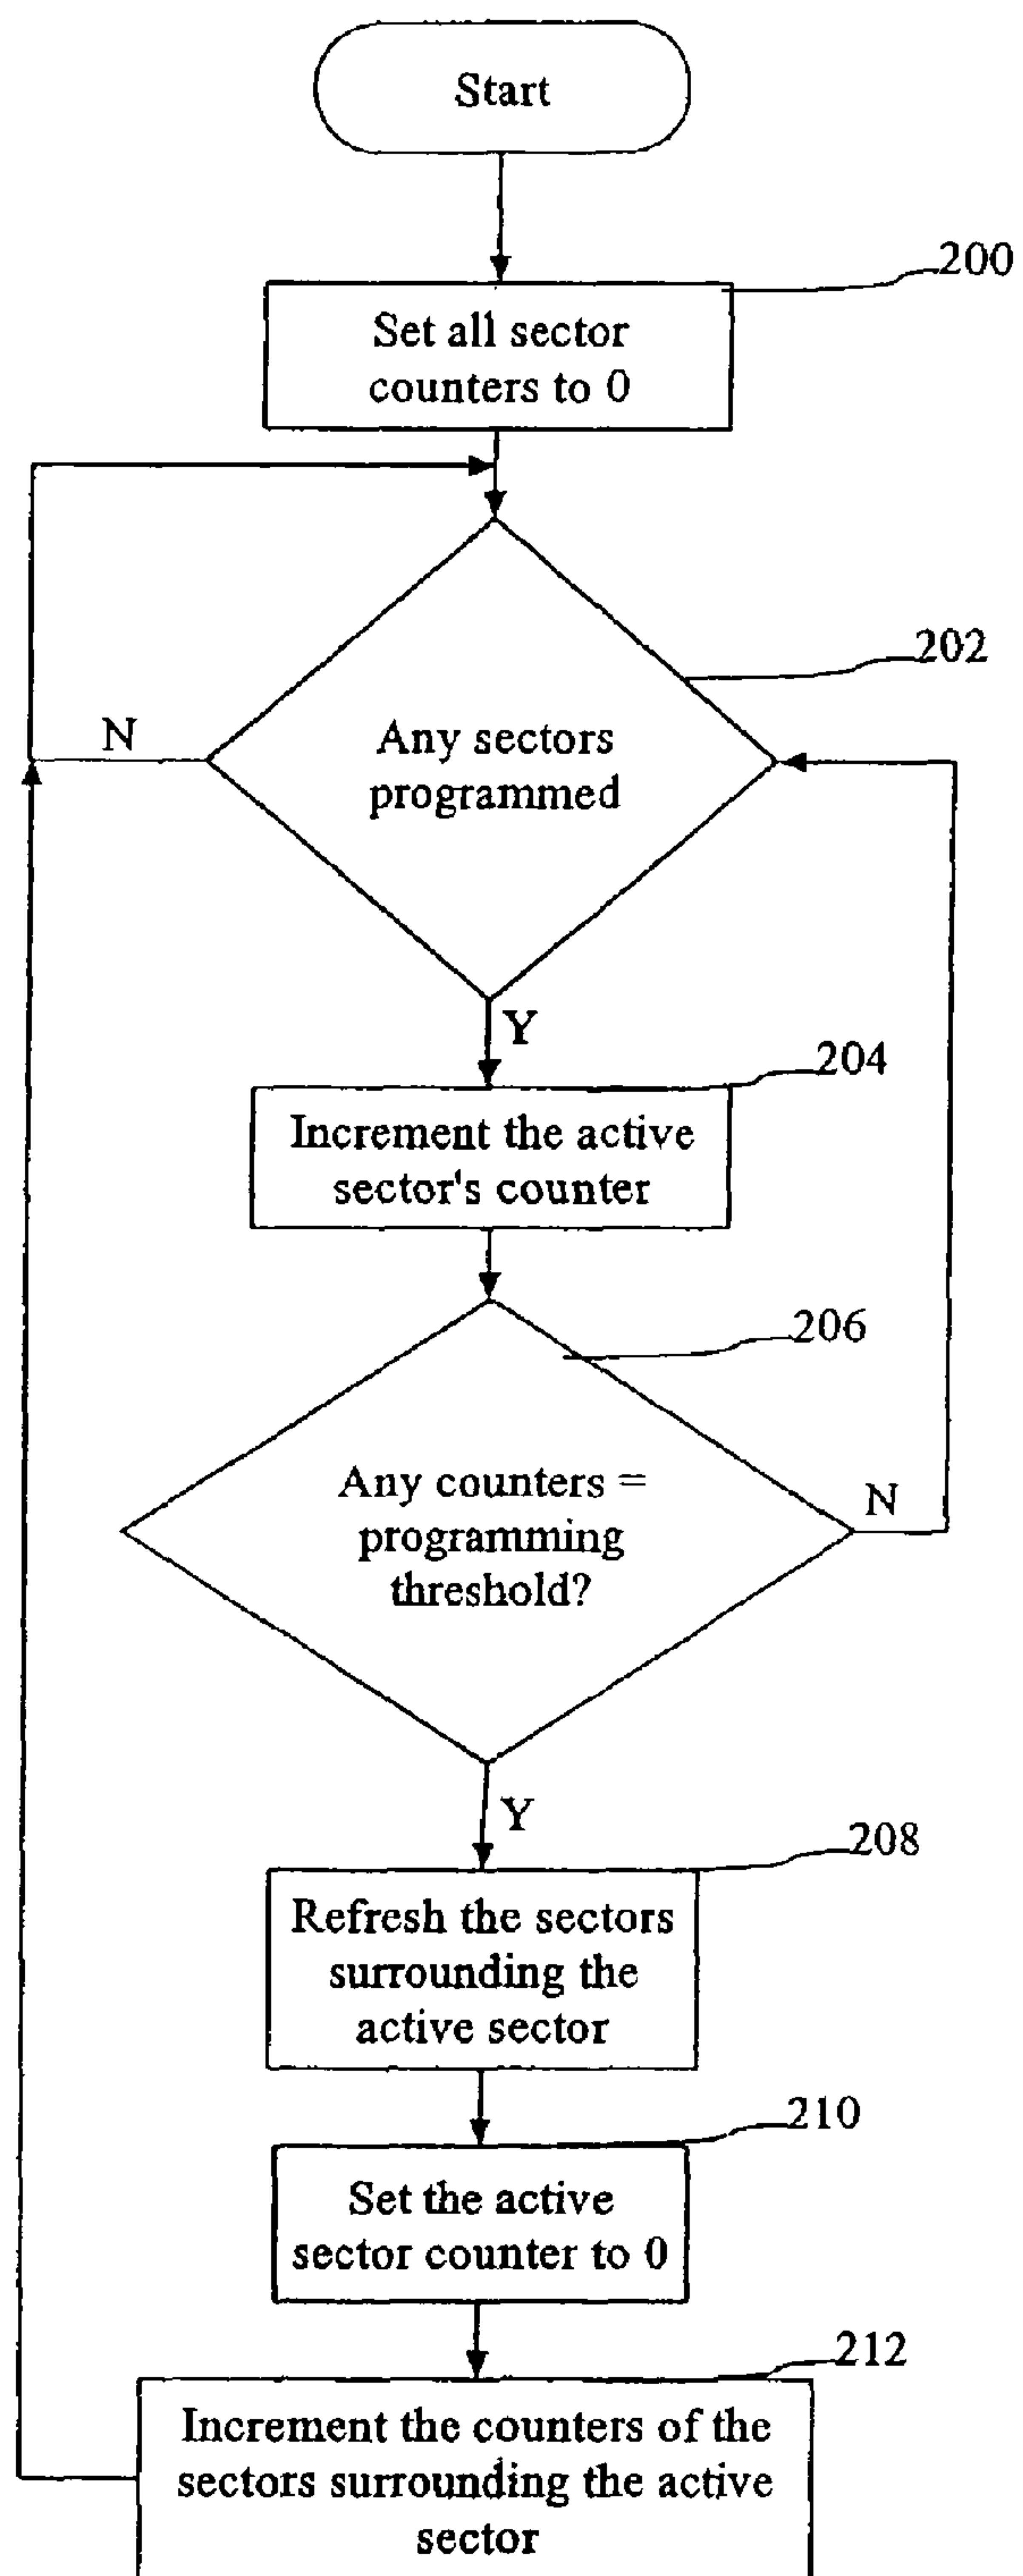 Start
200
Set all sector
counters to 0
202
N
Any sectors
programmed
Y
204
Increment the active
sector's counter
206
Any counters =
programming
threshold?
N
Y
208
Refresh the sectors
surrounding the
active sector
210
Set the active
sector counter to 0
212
Increment the counters of the
sectors surrounding the active
sector